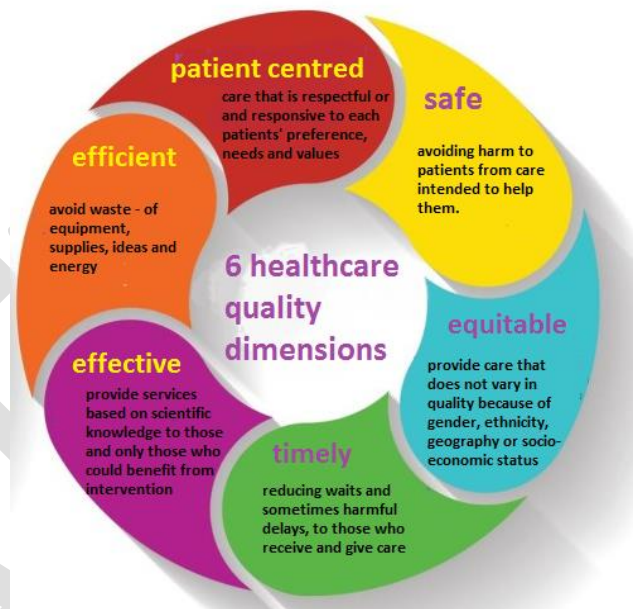 patient centred
care that is respectful or
and responsive to each
patients' preference,
needs and values
safe
avoiding harm to
patients from care
intended to help
them.
equitable
provide care that
does not vary in
quality because of
gender, ethnicity,
geography or socio-
economic status
timely
reducing waits and
sometimes harmful
delays, to those who
receive and give care
effective
provide services
based on scientific
knowledge to those
and only those who
could benefit from
intervention
efficient
avoid waste - of
equipment,
supplies, ideas and
energy
6 healthcare
quality
dimensions